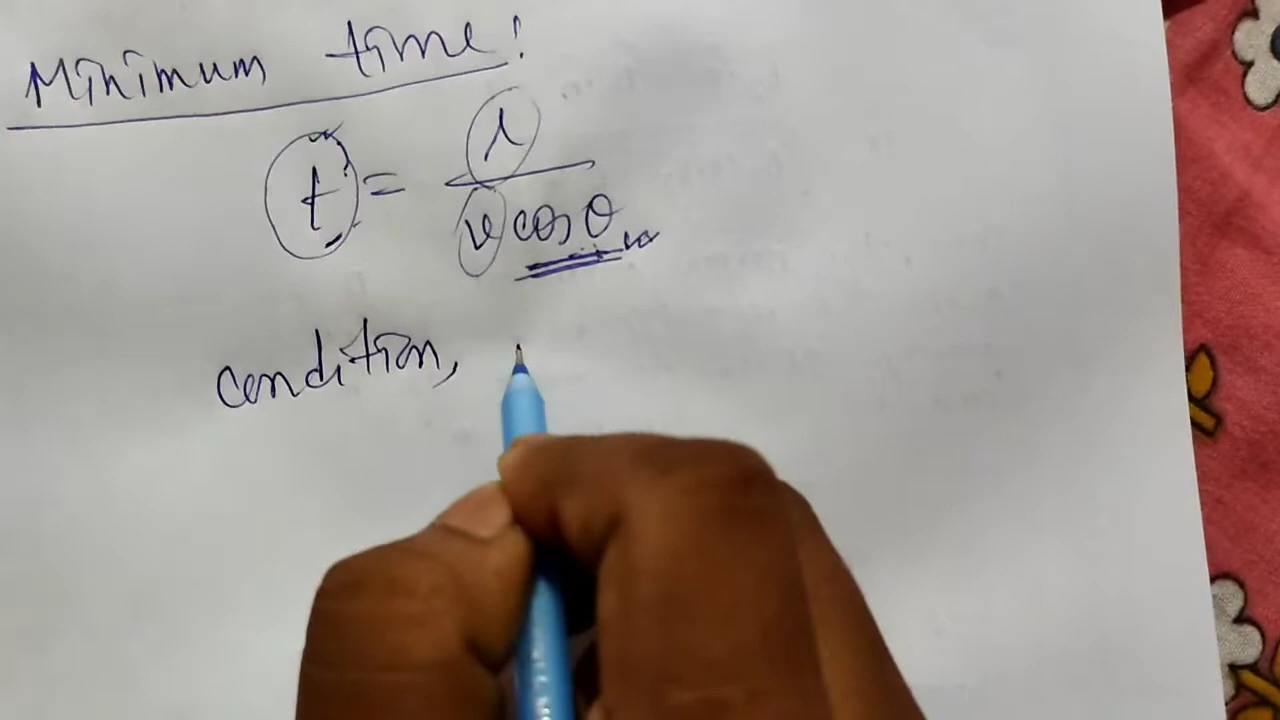 Minimum time:
t = λ / v cos θ
condition,